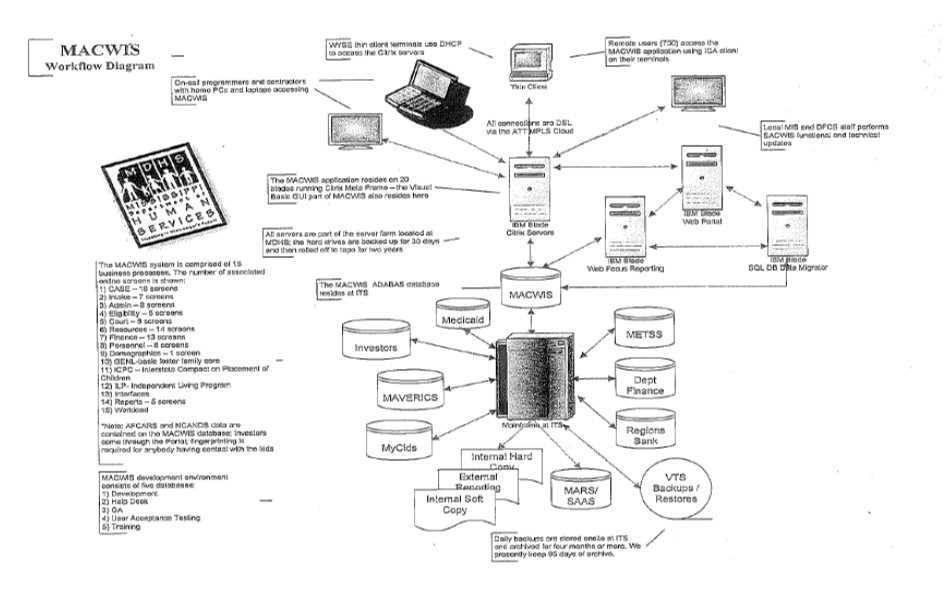 MACWIS
Workflow Diagram
WYSE thin client terminals use DHCP
to access the Citrix servers
Thin Client
Remote users (750) access the
MACWIS application using ICA client
on their terminals
On-call programmers and contractors
with home PCs and laptops accessing
MACWIS
All connections are DSL
via the ATT MPLS Cloud
Local MIS and DFCS staff performs
SACWIS functional and technical
updates
MDHS
MISSISSIPPI
Department of
HUMAN
SERVICES
The MACWIS application resides on 20
blades running Citrix Meta Frame – the Visual
Basic GUI part of MACWIS also resides here
IBM Blade
Citrix Servers
IBM Blade
Web Portal
All servers are part of the server farm located at
MDHS; the hard drives are backed up for 30 days
and then rolled off to tape for two years
IBM Blade
Web Focus Reporting
IBM Blade
SQL DB Data Migrator
The MACWIS ADABAS database
resides at ITS
MACWIS
The MACWIS system is comprised of 15
business processes. The number of associated
online screens is shown:
1) CASE – 18 screens
2) Intake – 7 screens
3) Admin – 8 screens
4) Eligibility – 5 screens
5) Court – 9 screens
6) Resources – 14 screens
7) Finance – 13 screens
8) Personnel – 8 screens
9) Demographics – 1 screen
10) GENL-basic foster family care
11) ICPC – Interstate Compact on Placement of
Children
12) ILP- Independent Living Program
13) Interfaces
14) Reports – 5 screens
15) Workload
*Note: AFCARS and NCANDS data are
contained on the MACWIS database; Investors
come through the Portal; fingerprinting is
required for anybody having contact with the kids
MACWIS development environment
consists of five databases:
1) Development
2) Help Desk
3) QA
4) User Acceptance Testing
5) Training
Medicaid
Investors
MAVERICS
MyCids
METSS
Dept
Finance
Regions
Bank
Mainframe at ITS
Internal Hard
Copy
External
Reporting
Internal Soft
Copy
MARS/
SAAS
VTS
Backups /
Restores
Daily backups are stored onsite at ITS
and archived for four months or more. We
presently keep 95 days of archive.